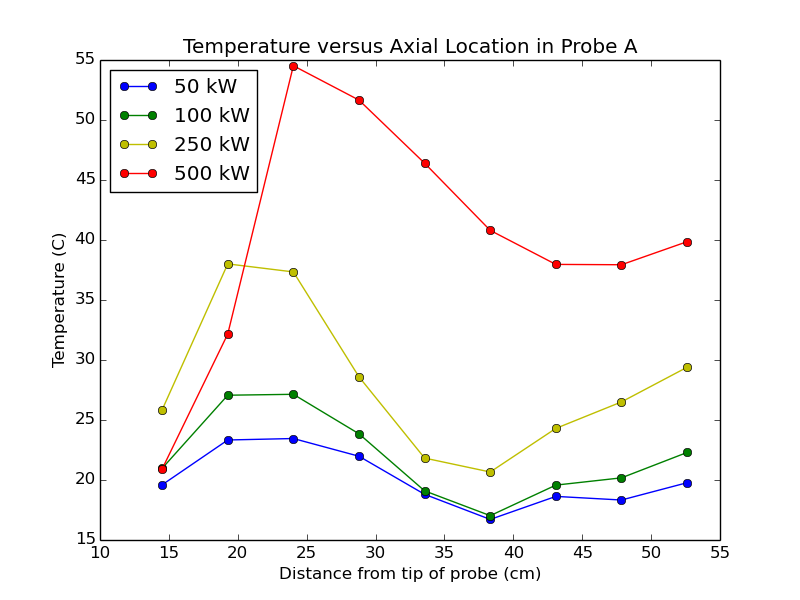 Temperature versus Axial Location in Probe A
50 kW
100 kW
250 kW
500 kW
Temperature (C)
55
50
45
40
35
30
25
20
15
10 15 20 25 30 35 40 45 50 55
Distance from tip of probe (cm)